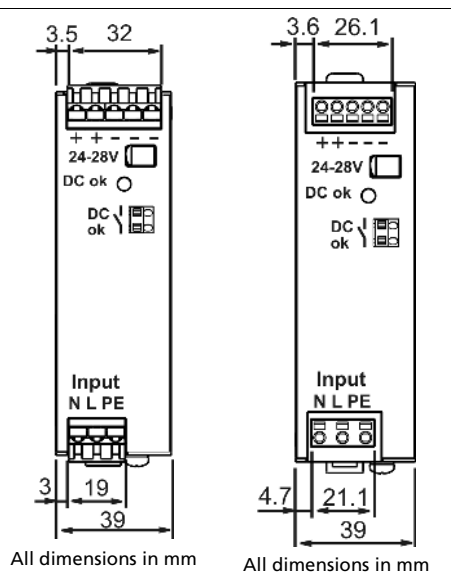 3.5 32
+ + - - -
24-28V
DC ok
DC
ok
Input
N L PE
3 19
39
All dimensions in mm
3.6 26.1
+ + - - -
24-28V
DC ok
DC
ok
Input
N L PE
4.7 21.1
39
All dimensions in mm